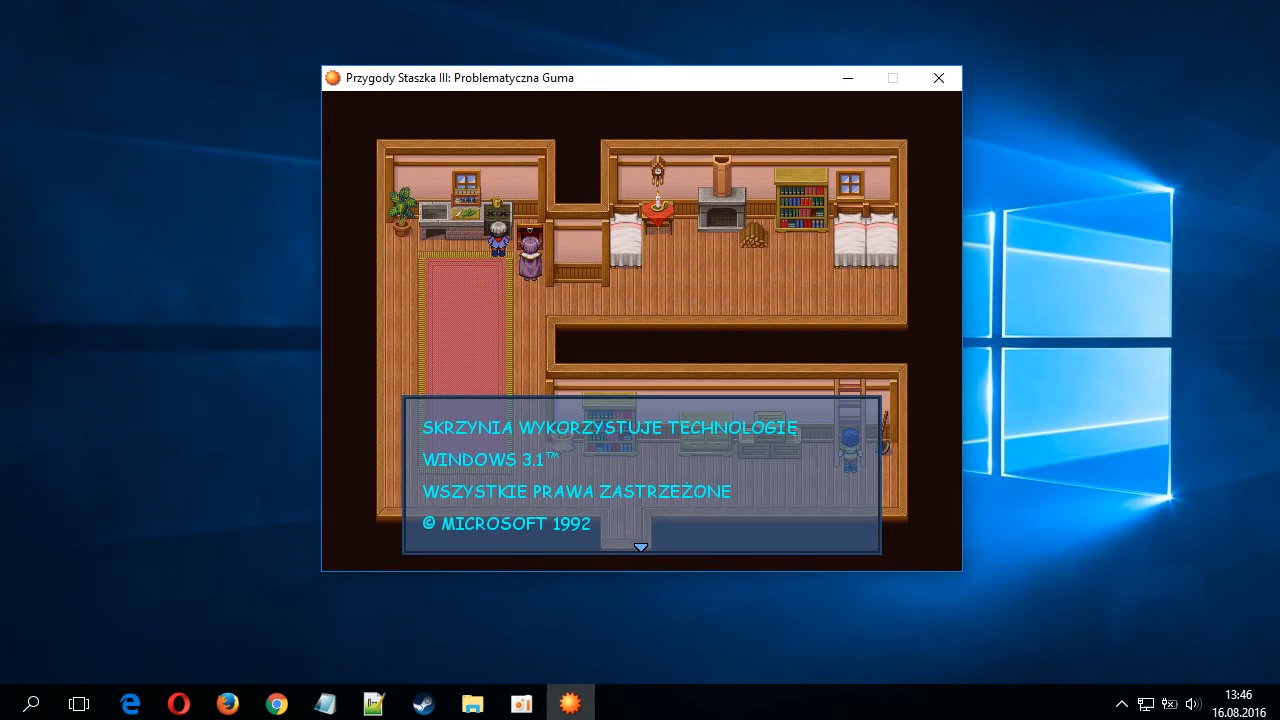 Przygody Staszka III: Problematyczna Guma
SKRZYNIA WYKORZYSTUJE TECHNOLOGIĘ
WINDOWS 3.1™
WSZYSTKIE PRAWA ZASTRZEŻONE
© MICROSOFT 1992
13:46
16.08.2016